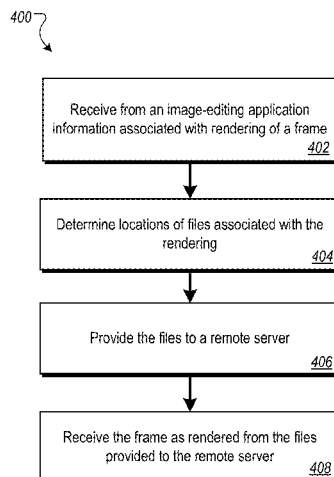 400
Receive from an image-editing application
information associated with rendering of a frame
402
Determine locations of files associated with the
rendering
404
Provide the files to a remote server
406
Receive the frame as rendered from the files
provided to the remote server
408